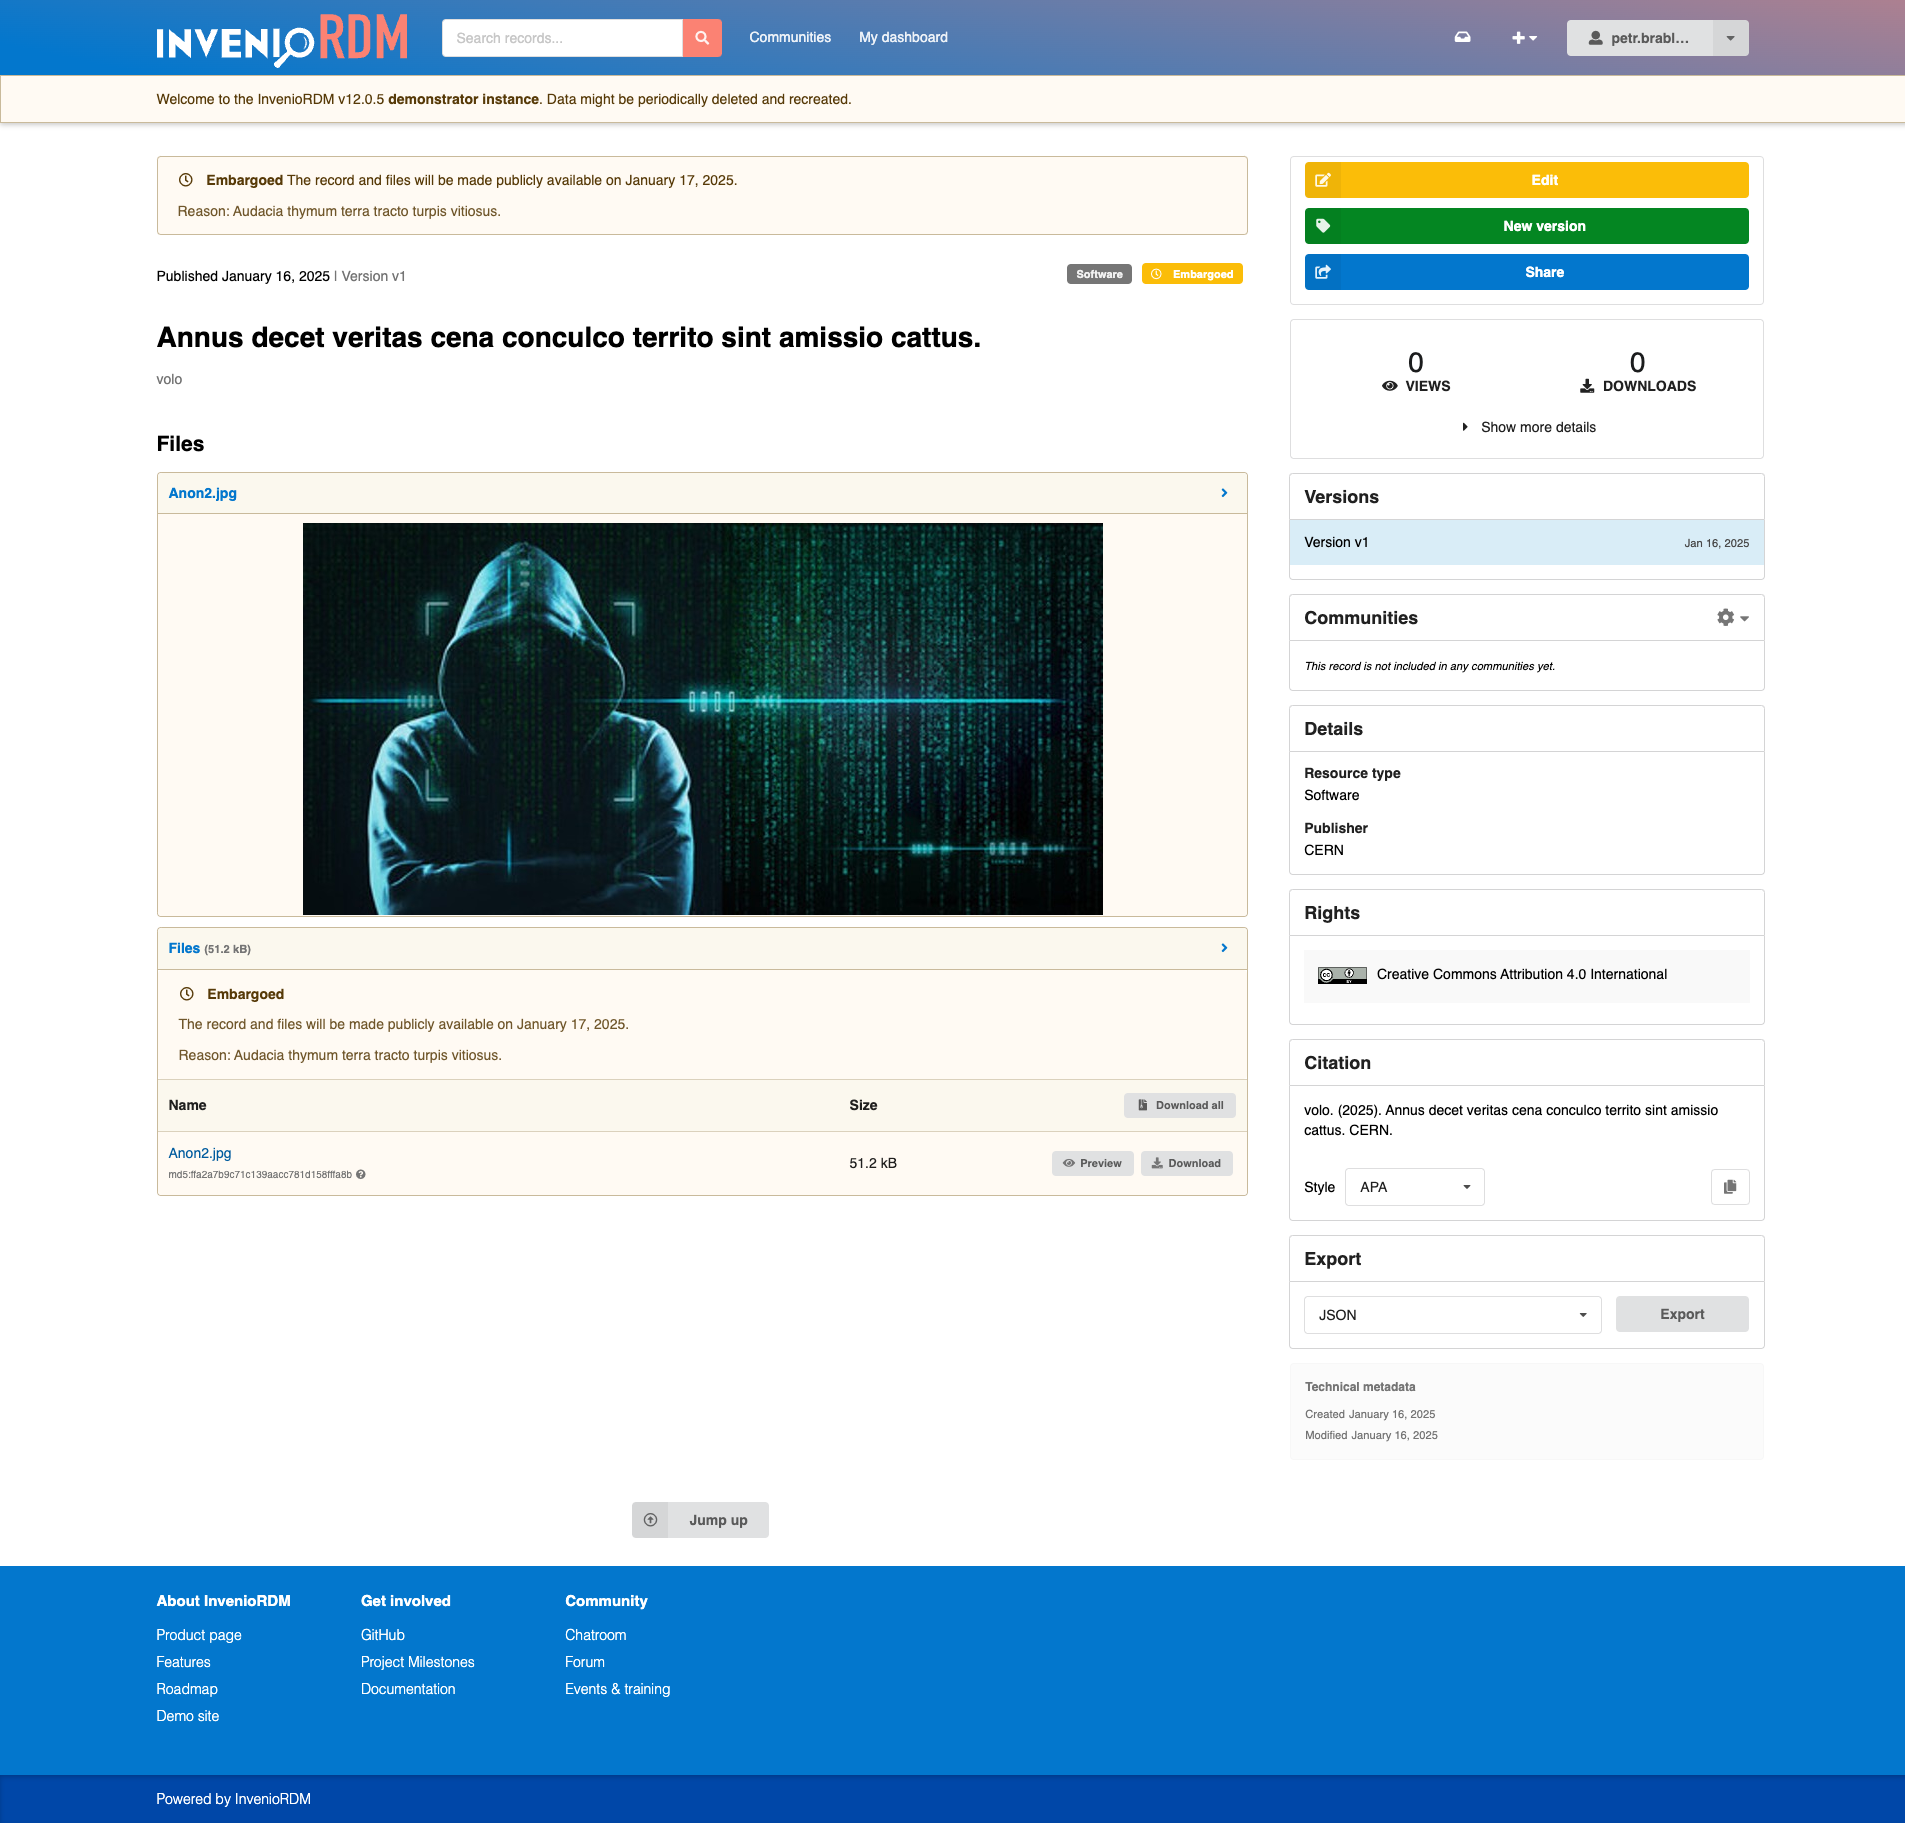 INVENIORDM
Search records...
Communities
My dashboard
petr.brabl...
Welcome to the InvenioRDM v12.0.5 demonstrator instance. Data might be periodically deleted and recreated.
Embargoed The record and files will be made publicly available on January 17, 2025.
Reason: Audacia thymum terra tracto turpis vitiosus.
Published January 16, 2025 | Version v1
Software
Embargoed
Annus decet veritas cena conculco territo sint amissio cattus.
volo
Files
Anon2.jpg
Files (51.2 kB)
Embargoed
The record and files will be made publicly available on January 17, 2025.
Reason: Audacia thymum terra tracto turpis vitiosus.
Name
Size
Download all
Anon2.jpg
md5:ffa2a7b9c71c139aacc781d158fffa8b
51.2 kB
Preview
Download
Edit
New version
Share
0
VIEWS
0
DOWNLOADS
Show more details
Versions
Version v1
Jan 16, 2025
Communities
This record is not included in any communities yet.
Details
Resource type
Software
Publisher
CERN
Rights
Creative Commons Attribution 4.0 International
Citation
volo. (2025). Annus decet veritas cena conculco territo sint amissio
cattus. CERN.
Style
APA
Export
JSON
Export
Technical metadata
Created January 16, 2025
Modified January 16, 2025
Jump up
About InvenioRDM
Product page
Features
Roadmap
Demo site
Get involved
GitHub
Project Milestones
Documentation
Community
Chatroom
Forum
Events & training
Powered by InvenioRDM